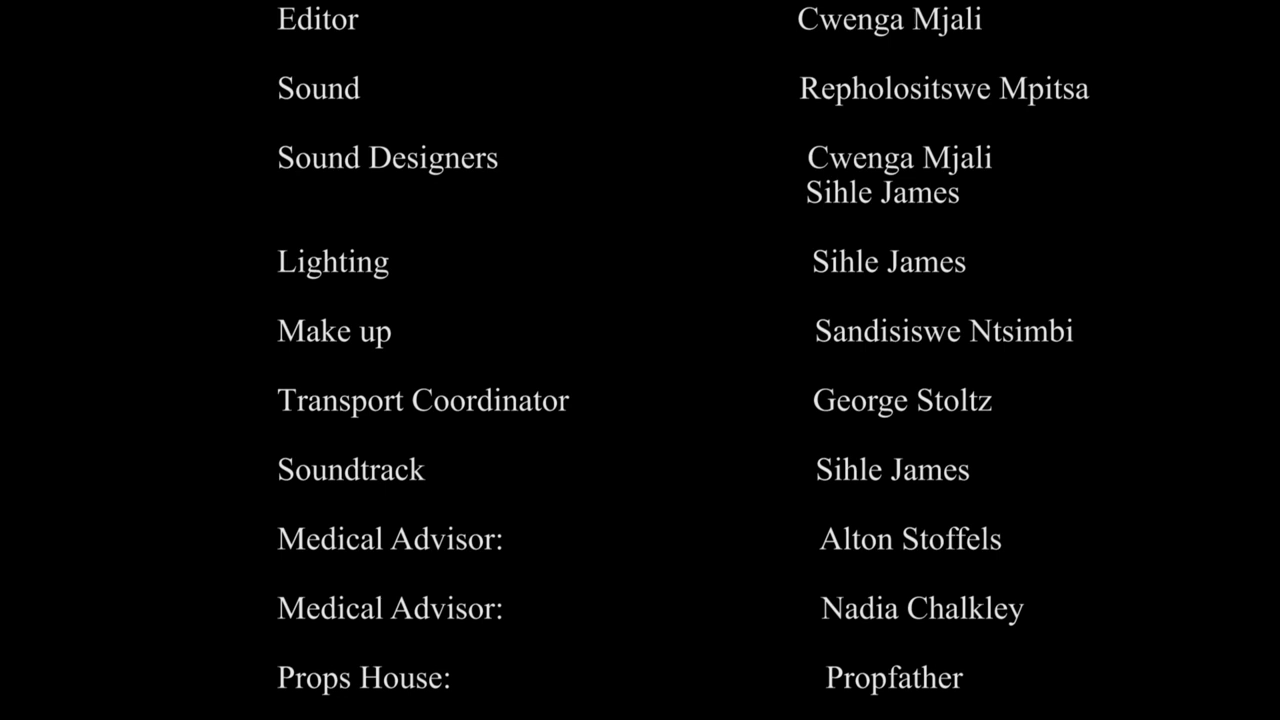 Editor Cwenga Mjali
Sound Repholositswe Mpitsa
Sound Designers Cwenga Mjali
Sihle James
Lighting Sihle James
Make up Sandisiswe Ntsimbi
Transport Coordinator George Stoltz
Soundtrack Sihle James
Medical Advisor: Alton Stoffels
Medical Advisor: Nadia Chalkley
Props House: Propfather